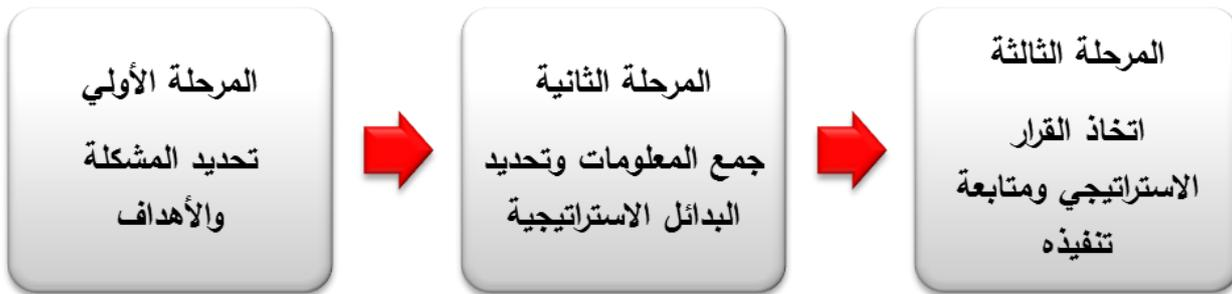 المرحلة الأولي
تحديد المشكلة
والأهداف
المرحلة الثانية
جمع المعلومات وتحديد
البدائل الاستراتيجية
المرحلة الثالثة
اتخاذ القرار
الاستراتيجي ومتابعة
تنفيذه